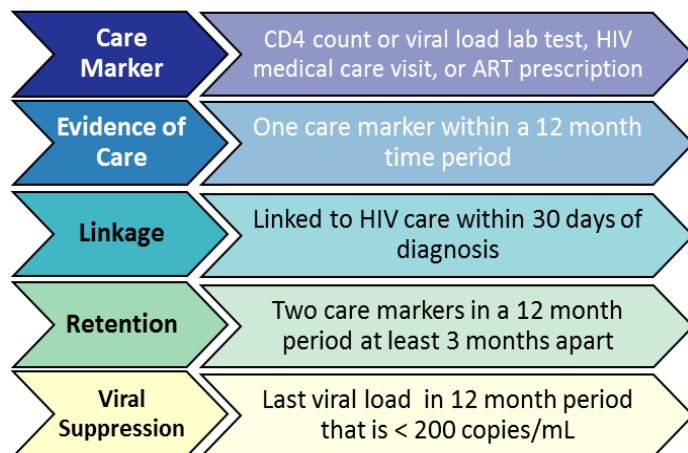 Care
Marker
CD4 count or viral load lab test, HIV
medical care visit, or ART prescription
Evidence of
Care
One care marker within a 12 month
time period
Linkage
Linked to HIV care within 30 days of
diagnosis
Retention
Two care markers in a 12 month
period at least 3 months apart
Viral
Suppression
Last viral load in 12 month period
that is < 200 copies/mL